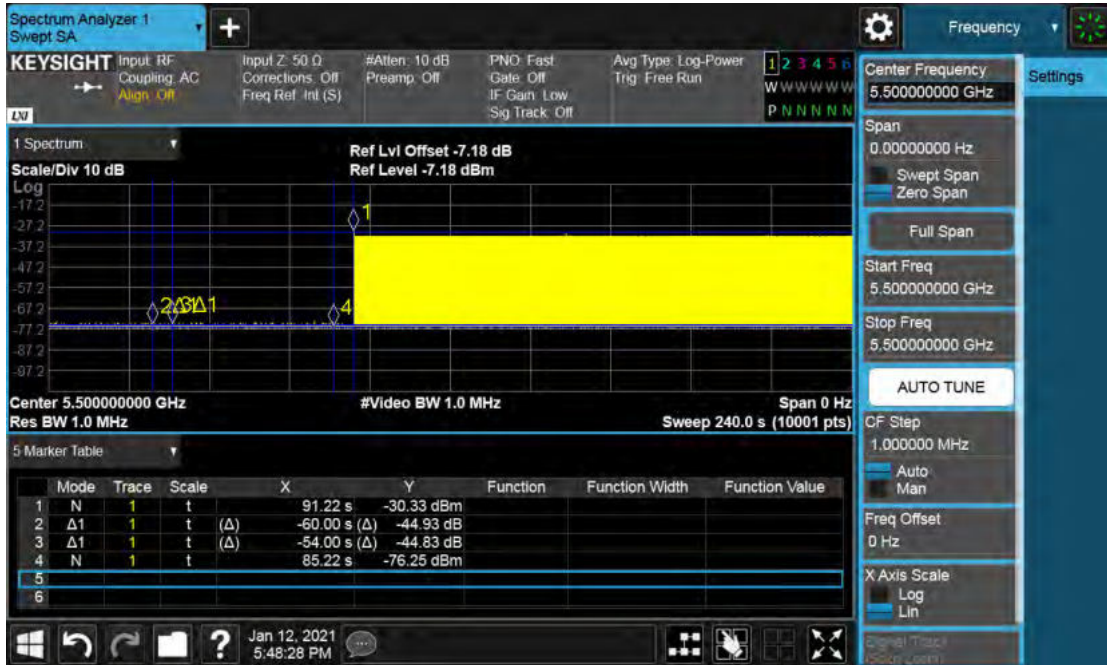 Spectrum Analyzer 1
Swept SA
+
Frequency
KEYSIGHT
Input: RF
Coupling: AC
Align: Off
LXI
Input Z: 50 Ω
Corrections: Off
Freq Ref: Int (S)
#Atten: 10 dB
Preamp: Off
PNO: Fast
Gate: Off
IF Gain: Low
Sig Track: Off
Avg Type: Log-Power
Trig: Free Run
1 2 3 4 5 6
W W W W W W
P N N N N N
Center Frequency
5.500000000 GHz
Settings
Span
0.00000000 Hz
Swept Span
Zero Span
Full Span
Start Freq
5.500000000 GHz
Stop Freq
5.500000000 GHz
AUTO TUNE
CF Step
1.000000 MHz
Auto
Man
Freq Offset
0 Hz
X Axis Scale
Log
Lin
Signal Track
(Span Zoom)
1 Spectrum
Scale/Div 10 dB
Ref Lvl Offset -7.18 dB
Ref Level -7.18 dBm
Log
-17.2
-27.2
-37.2
-47.2
-57.2
-67.2
-77.2
-87.2
-97.2
1
4
Center 5.500000000 GHz
#Video BW 1.0 MHz
Span 0 Hz
Res BW 1.0 MHz
Sweep 240.0 s (10001 pts)
5 Marker Table
Mode Trace Scale X Y Function Function Width Function Value
1 N 1 t 91.22 s -30.33 dBm
2 Δ1 1 t (Δ) -60.00 s (Δ) -44.93 dB
3 Δ1 1 t (Δ) -54.00 s (Δ) -44.83 dB
4 N 1 t 85.22 s -76.25 dBm
5
6
?
Jan 12, 2021
5:48:28 PM